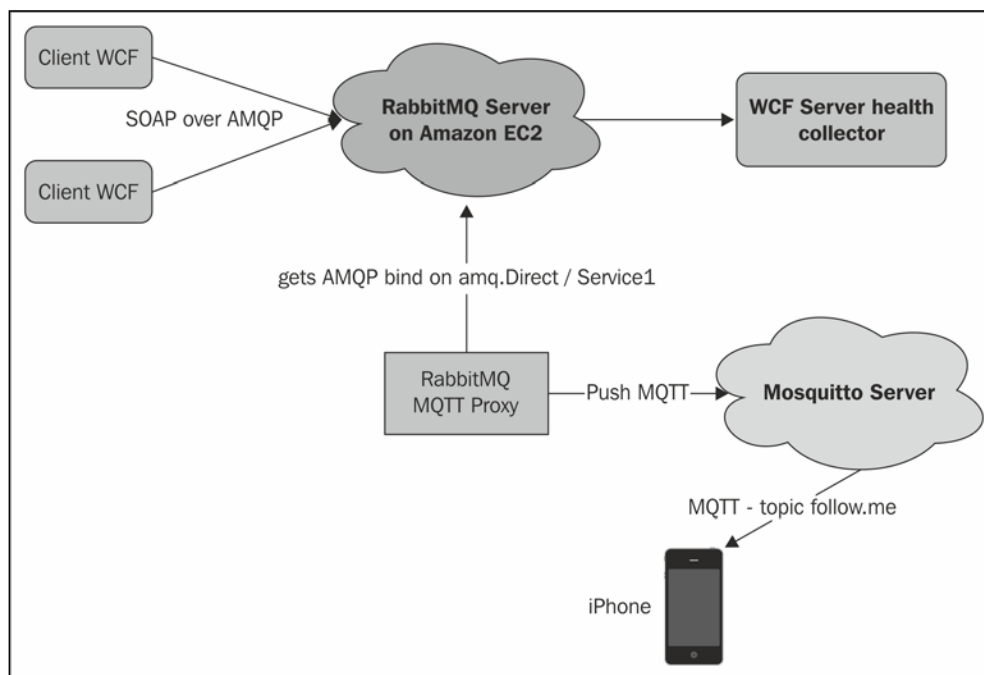 Client WCF
SOAP over AMQP
Client WCF
RabbitMQ Server
on Amazon EC2
WCF Server health
collector
gets AMQP bind on amq.Direct / Service1
RabbitMQ
MQTT Proxy
Push MQTT
Mosquitto Server
MQTT - topic follow.me
iPhone